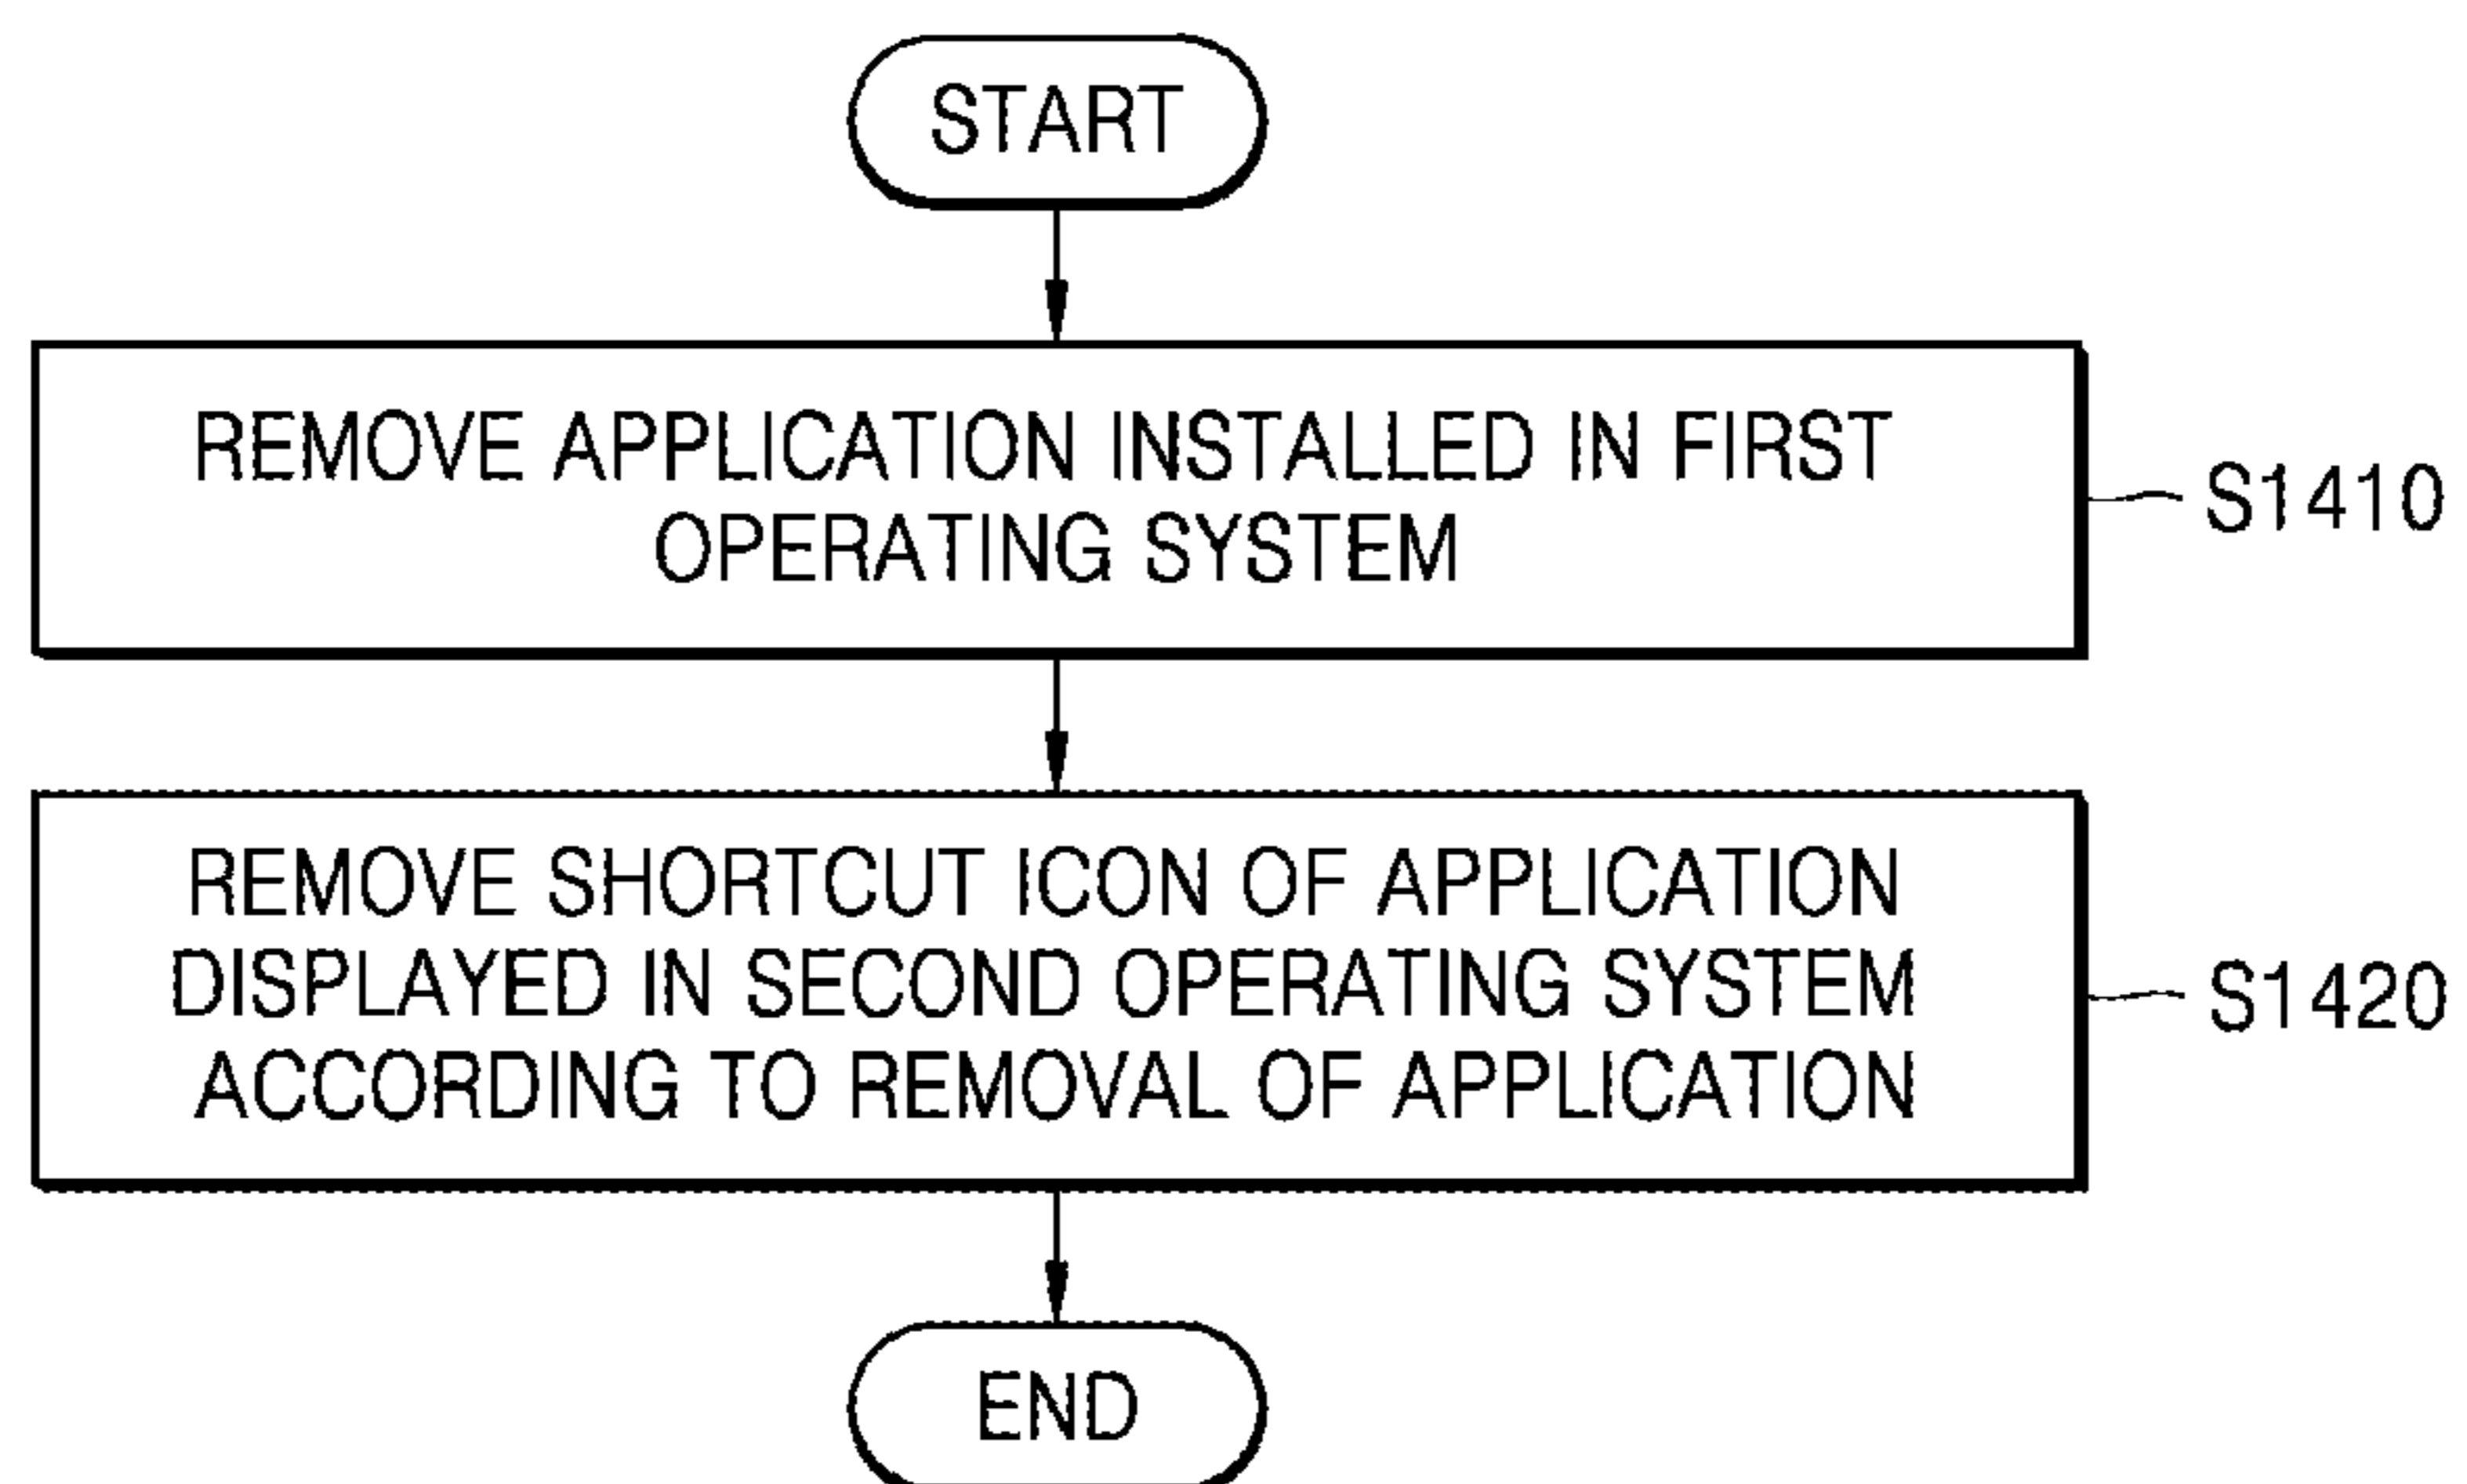 START
REMOVE APPLICATION INSTALLED IN FIRST
OPERATING SYSTEM
S1410
REMOVE SHORTCUT ICON OF APPLICATION
DISPLAYED IN SECOND OPERATING SYSTEM
ACCORDING TO REMOVAL OF APPLICATION
S1420
END